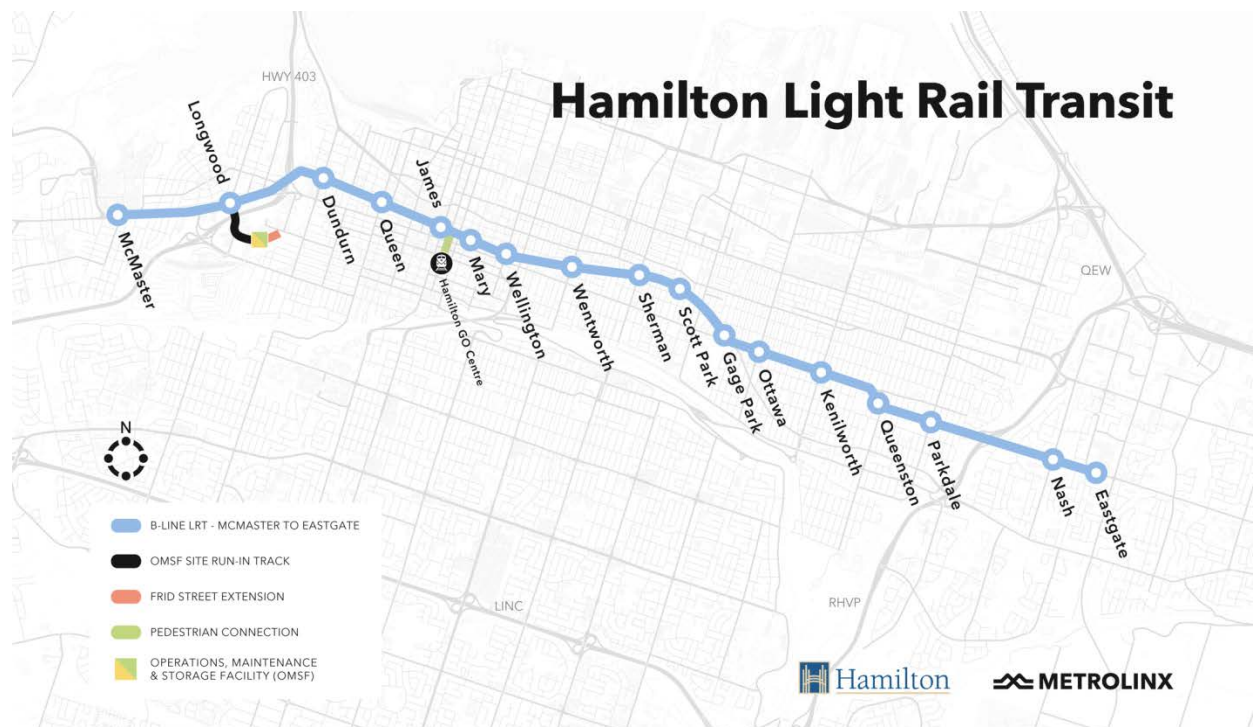 Hamilton Light Rail Transit
HWY 403
Longwood
James
McMaster
Dundurn
Queen
Hamilton GO Centre
Mary
Wellington
Wentworth
Sherman
Scott Park
Gage Park
Ottawa
Kenilworth
Queenston
Parkdale
Nash
Eastgate
QEW
N
B-LINE LRT - MCMASTER TO EASTGATE
OMSF SITE RUN-IN TRACK
FRID STREET EXTENSION
PEDESTRIAN CONNECTION
OPERATIONS, MAINTENANCE
& STORAGE FACILITY (OMSF)
LINC
RHVP
Hamilton
METROLINX